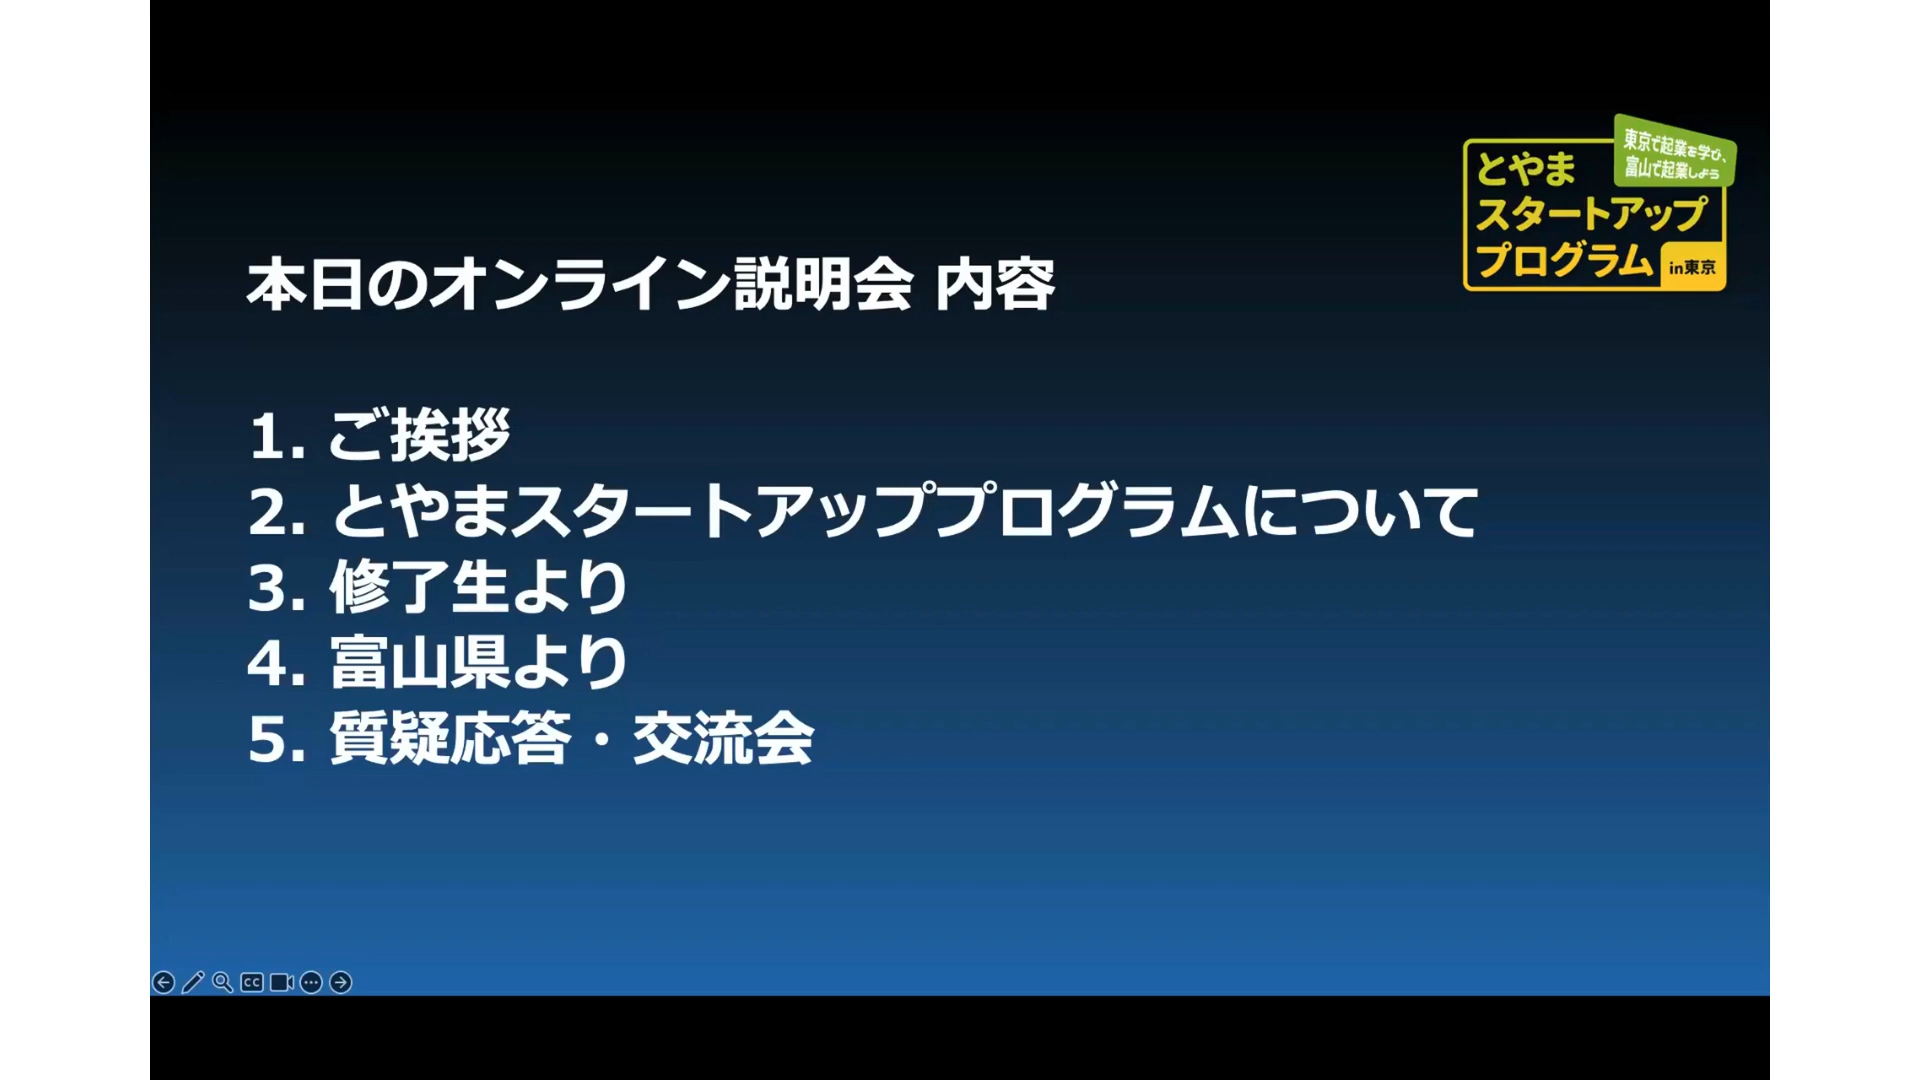 東京で起業を学び、
富山で起業しよう
とやま
スタートアップ
プログラム
in東京
本日のオンライン説明会 内容
1. ご挨拶
2. とやまスタートアッププログラムについて
3. 修了生より
4. 富山県より
5. 質疑応答・交流会
CC